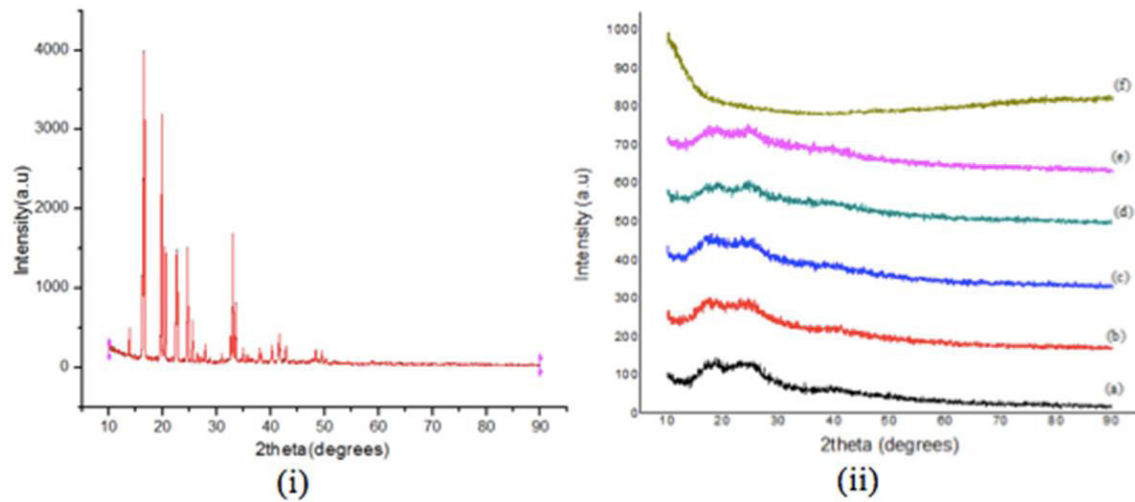 4000
3000
2000
1000
0
Intensity(a.u)
10 20 30 40 50 60 70 80 90
2theta(degrees)
(i)
1000
900
800
700
600
500
400
300
200
100
0
Intensity (a.u)
(f)
(e)
(d)
(c)
(b)
(a)
10 20 30 40 50 60 70 80 90
2theta (degrees)
(ii)